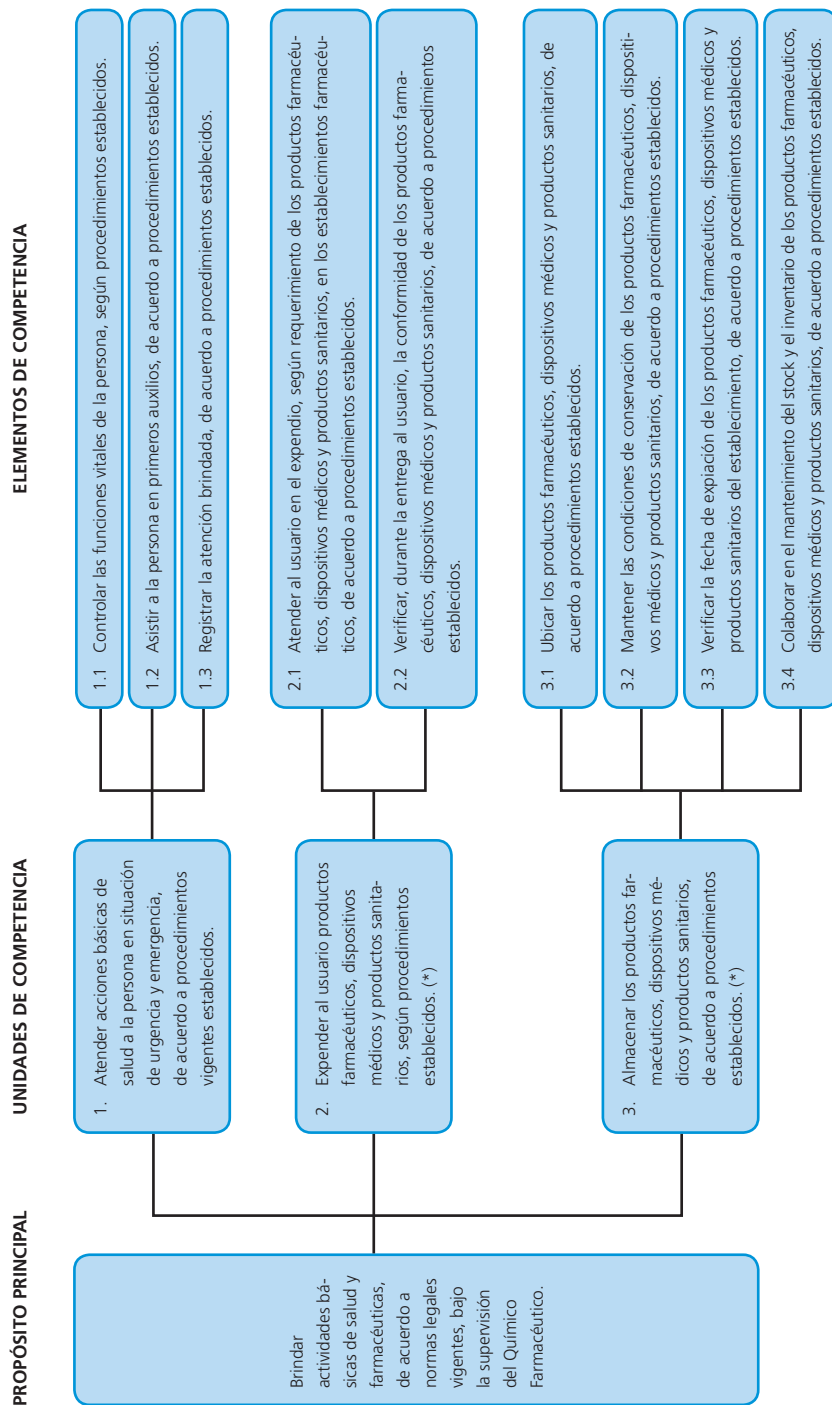 PROPÓSITO PRINCIPAL
UNIDADES DE COMPETENCIA
ELEMENTOS DE COMPETENCIA
Brindar
actividades bá-
sicas de salud y
farmacéuticas,
de acuerdo a
normas legales
vigentes, bajo
la supervisión
del Químico
Farmacéutico.
1. Atender acciones básicas de
salud a la persona en situación
de urgencia y emergencia,
de acuerdo a procedimientos
vigentes establecidos.
1.1 Controlar las funciones vitales de la persona, según procedimientos establecidos.
1.2 Asistir a la persona en primeros auxilios, de acuerdo a procedimientos establecidos.
1.3 Registrar la atención brindada, de acuerdo a procedimientos establecidos.
2. Expender al usuario productos
farmacéuticos, dispositivos
médicos y productos sanita-
rios, según procedimientos
establecidos. (*)
2.1 Atender al usuario en el expendio, según requerimiento de los productos farmacéu-
ticos, dispositivos médicos y productos sanitarios, en los establecimientos farmacéu-
ticos, de acuerdo a procedimientos establecidos.
2.2 Verificar, durante la entrega al usuario, la conformidad de los productos farma-
céuticos, dispositivos médicos y productos sanitarios, de acuerdo a procedimientos
establecidos.
3. Almacenar los productos far-
macéuticos, dispositivos mé-
dicos y productos sanitarios,
de acuerdo a procedimientos
establecidos. (*)
3.1 Ubicar los productos farmacéuticos, dispositivos médicos y productos sanitarios, de
acuerdo a procedimientos establecidos.
3.2 Mantener las condiciones de conservación de los productos farmacéuticos, dispositi-
vos médicos y productos sanitarios, de acuerdo a procedimientos establecidos.
3.3 Verificar la fecha de expiación de los productos farmacéuticos, dispositivos médicos y
productos sanitarios del establecimiento, de acuerdo a procedimientos establecidos.
3.4 Colaborar en el mantenimiento del stock y el inventario de los productos farmacéuticos,
dispositivos médicos y productos sanitarios, de acuerdo a procedimientos establecidos.